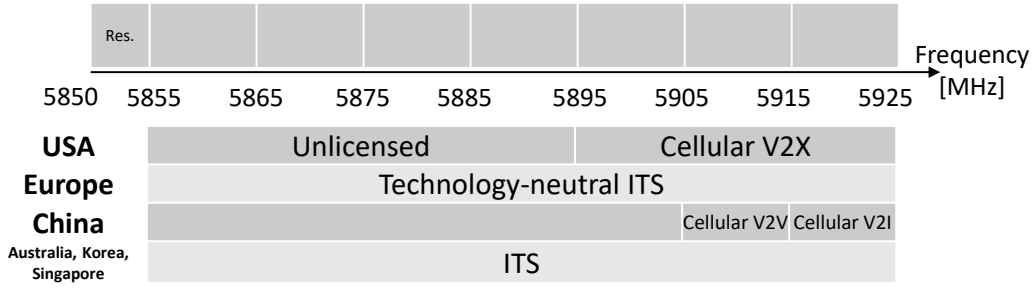 Res.
Frequency
[MHz]
5850 5855 5865 5875 5885 5895 5905 5915 5925
USA Unlicensed Cellular V2X
Europe Technology-neutral ITS
China Cellular V2V Cellular V2I
Australia, Korea,
Singapore ITS